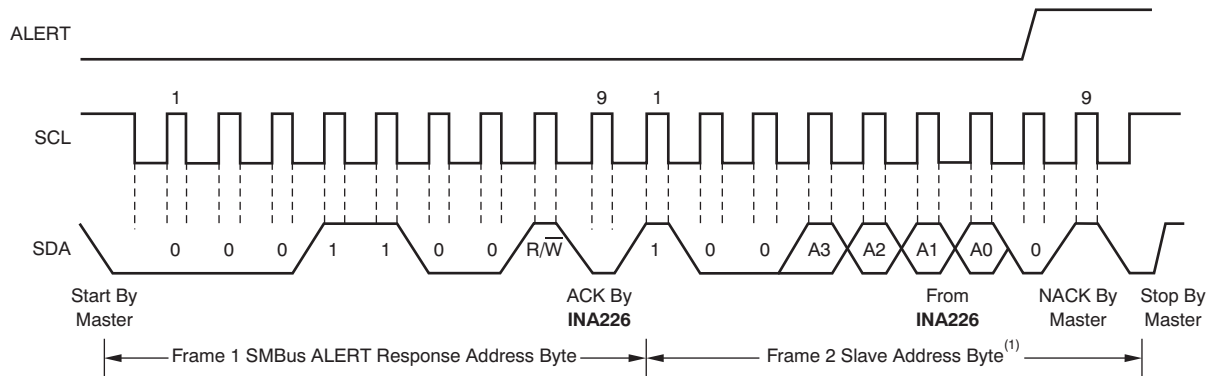 ALERT
1 9 1 9
SCL
SDA
0 0 0 1 1 0 0 R/W̅ 1 0 0 A3 A2 A1 A0 0
Start By
Master
ACK By
INA226
From
INA226
NACK By
Master
Stop By
Master
Frame 1 SMBus ALERT Response Address Byte
Frame 2 Slave Address Byte(1)